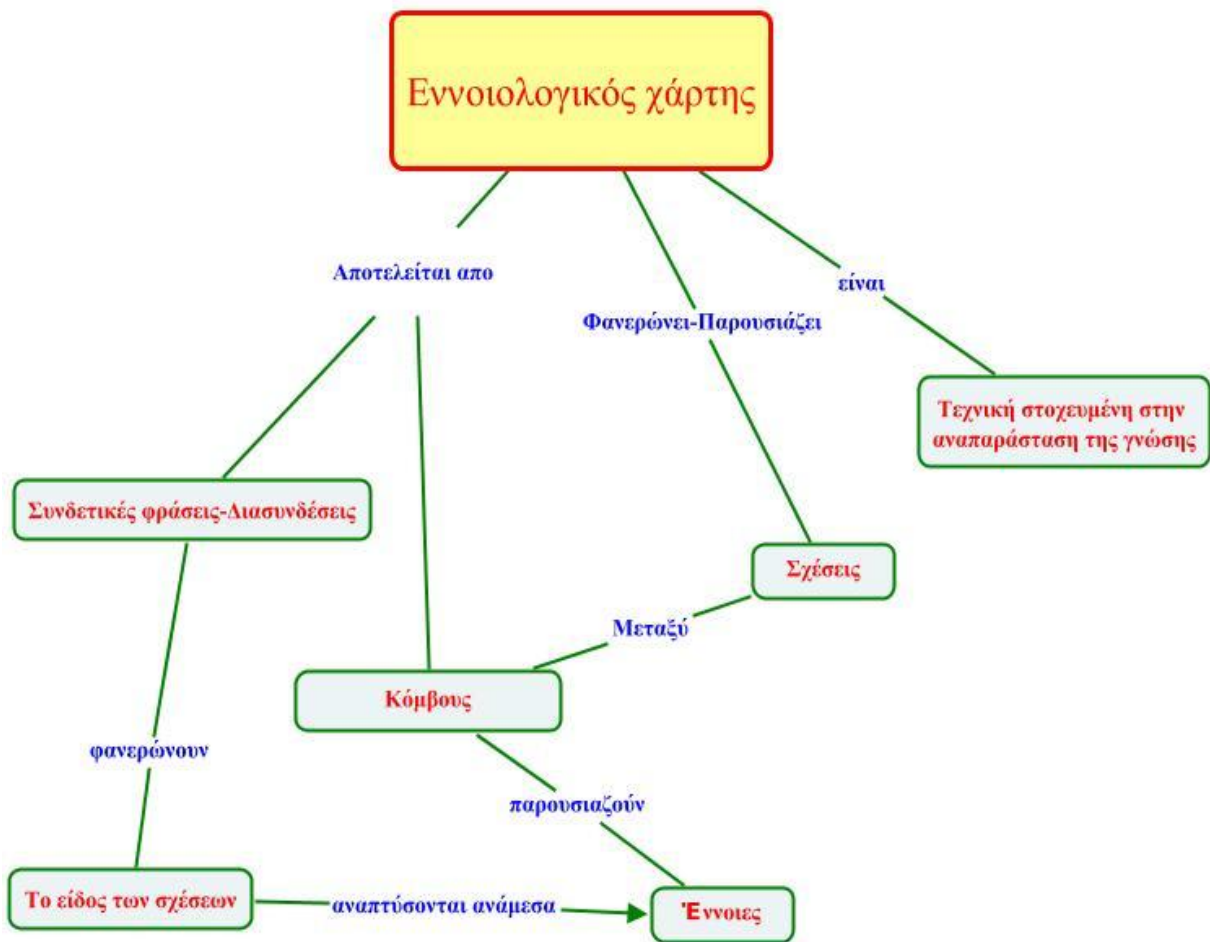 Εννοιολογικός χάρτης
Αποτελείται απο
είναι
Φανερώνει-Παρουσιάζει
Τεχνική στοχευμένη στην
αναπαράσταση της γνώσης
Συνδετικές φράσεις-Διασυνδέσεις
Σχέσεις
Μεταξύ
Κόμβους
φανερώνουν
παρουσιαζούν
Το είδος των σχέσεων
αναπτύσονται ανάμεσα
Έννοιες